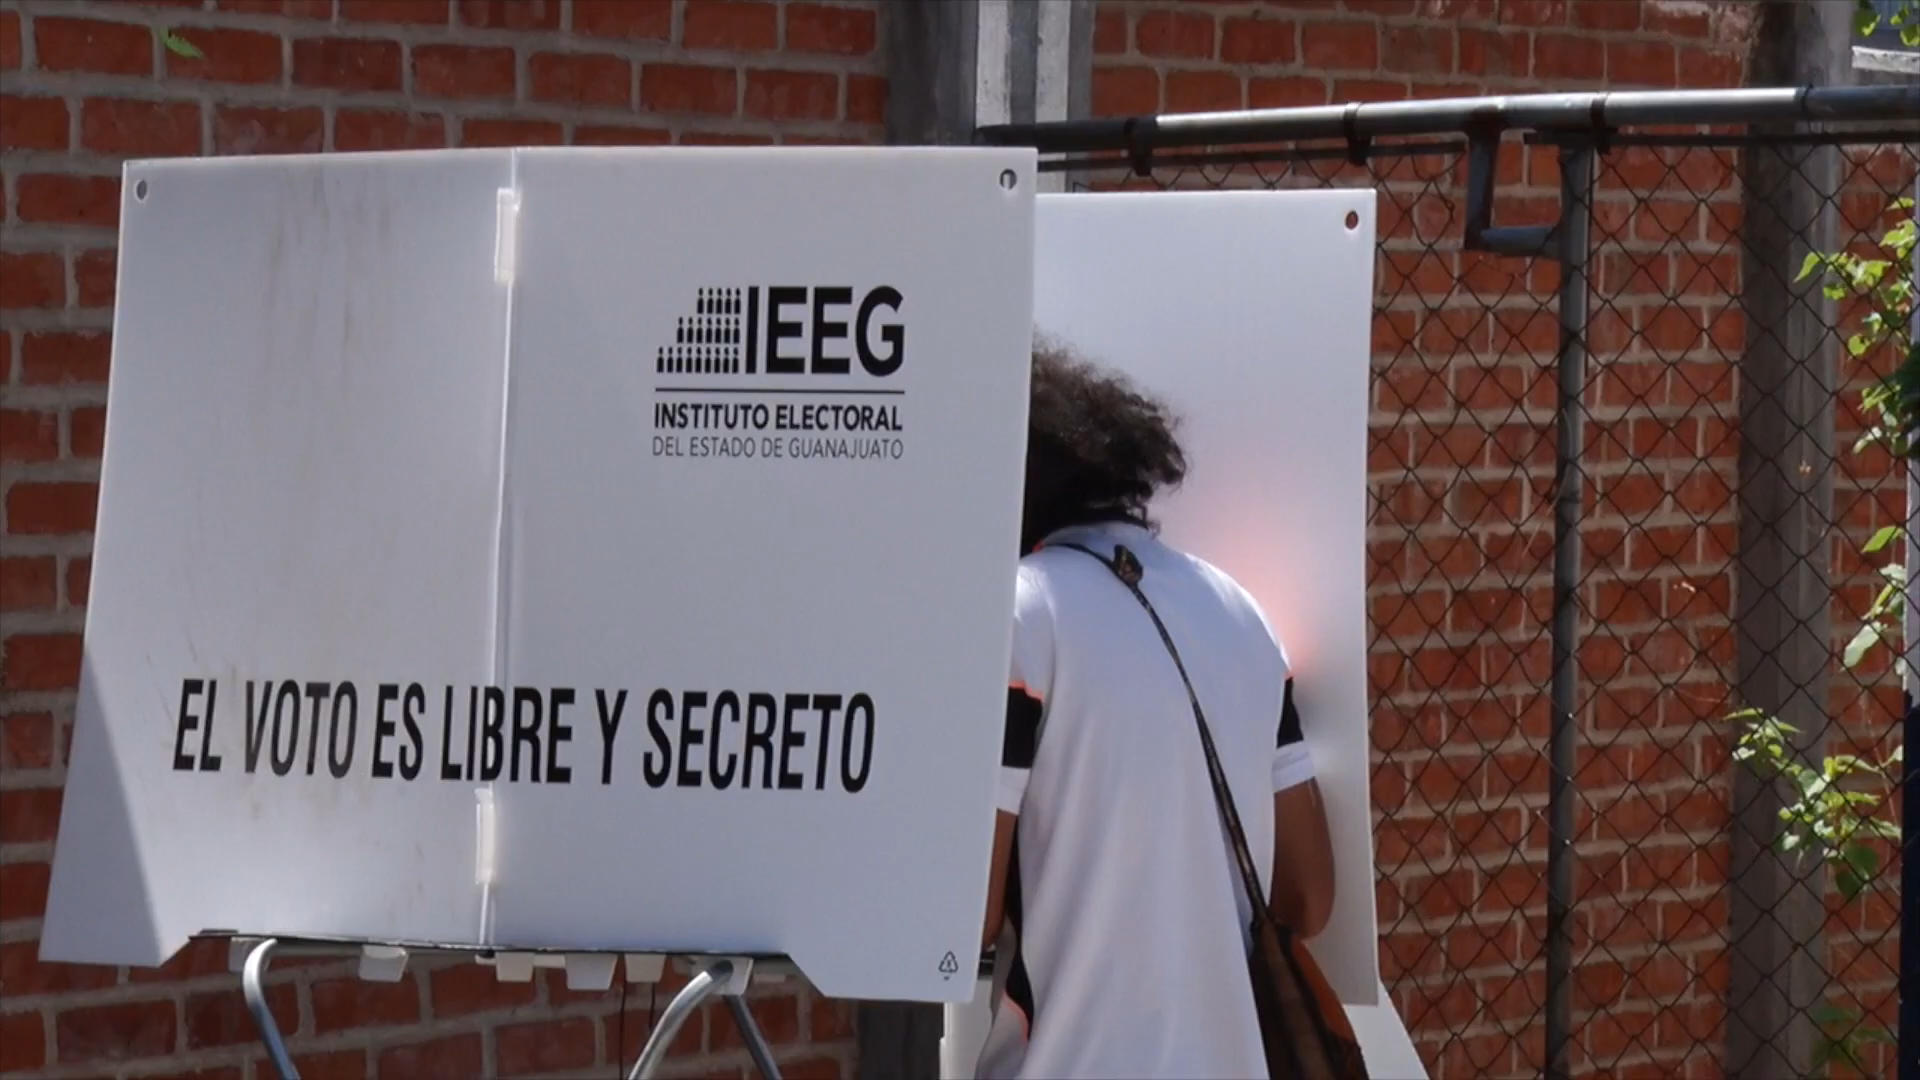 IEEG
INSTITUTO ELECTORAL
DEL ESTADO DE GUANAJUATO
EL VOTO ES LIBRE Y SECRETO